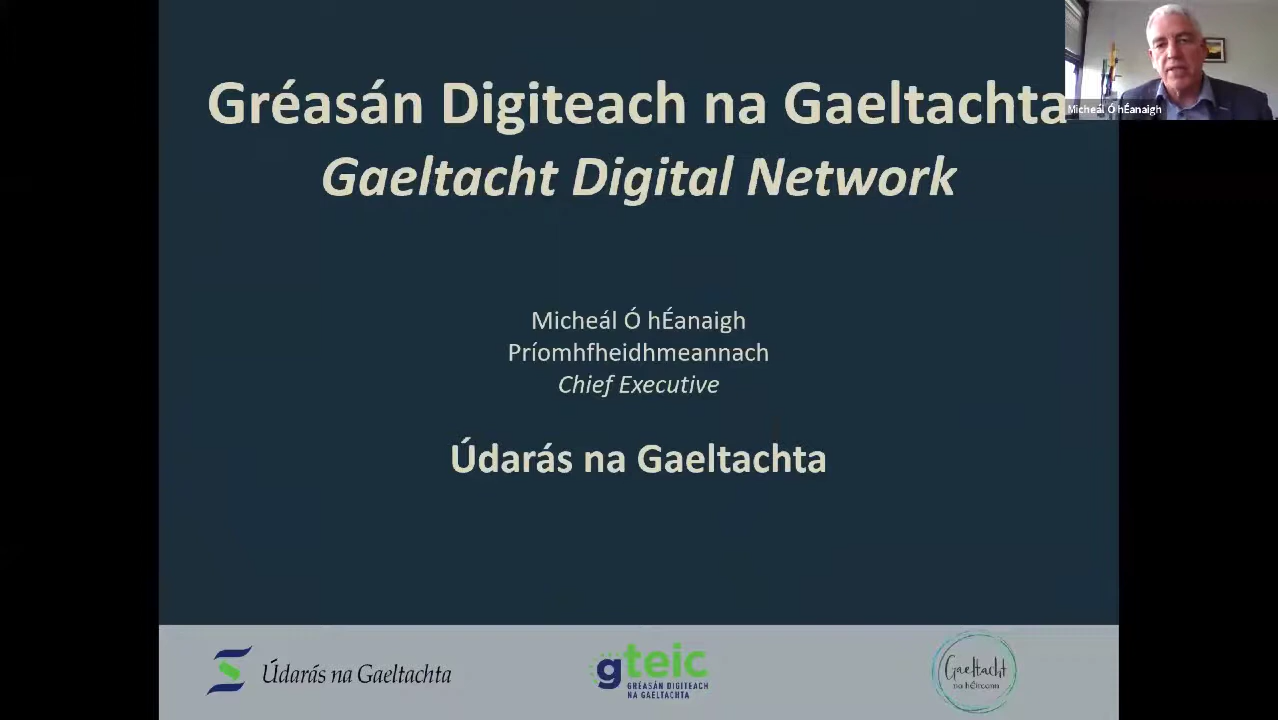 Gréasán Digiteach na Gaeltachta
Micheál Ó hÉanaigh
Gaeltacht Digital Network
Micheál Ó hÉanaigh
Príomhfheidhmeannach
Chief Executive
Údarás na Gaeltachta
Údarás na Gaeltachta
gteic
GRÉASÁN DIGITEACH
NA GAELTACHTA
Gaeltacht
na hÉireann